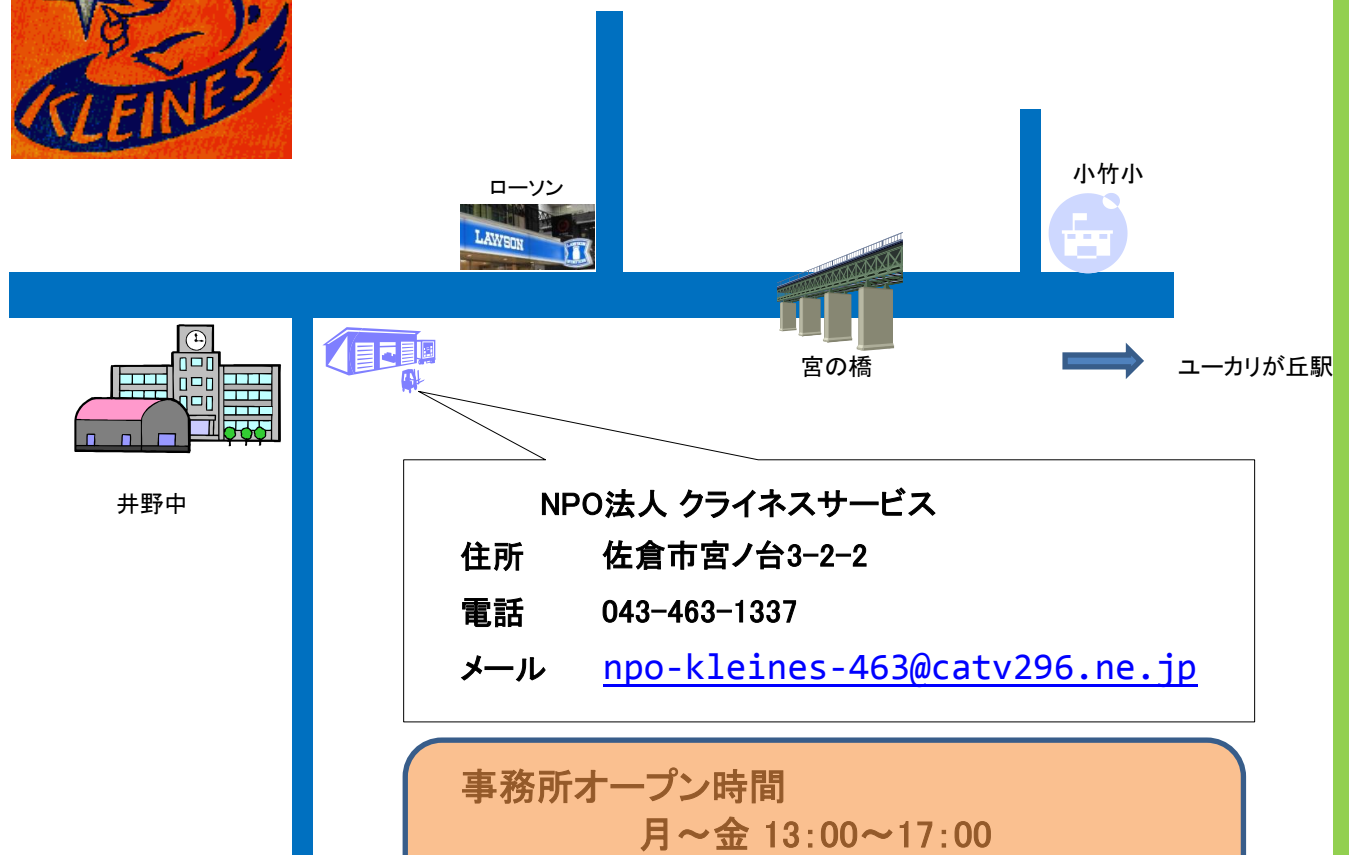 KLEINES
ローソン
LAWSON
小竹小
宮の橋
ユーカリが丘駅
井野中
NPO法人 クライネスサービス
住所 佐倉市宮ノ台3-2-2
電話 043-463-1337
メール npo-kleines-463@catv296.ne.jp
事務所オープン時間
月～金 13:00～17:00